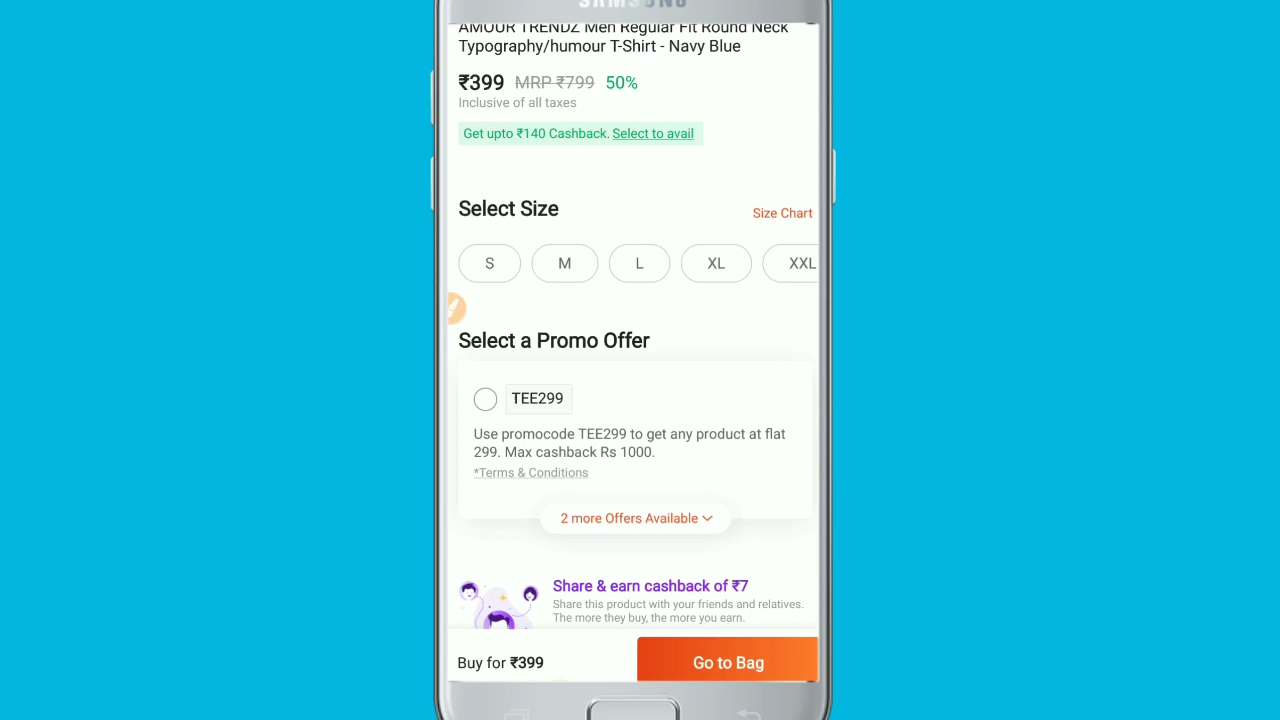 SAMSUNG
AMOUR TRENDZ Men Regular Fit Round Neck
Typography/humour T-Shirt - Navy Blue
₹399 MRP ₹799 50%
Inclusive of all taxes
Get upto ₹140 Cashback. Select to avail
Select Size
Size Chart
S M L XL XXL
Select a Promo Offer
TEE299
Use promocode TEE299 to get any product at flat
299. Max cashback Rs 1000.
*Terms & Conditions
2 more Offers Available
Share & earn cashback of ₹7
Share this product with your friends and relatives.
The more they buy, the more you earn.
Buy for ₹399
Go to Bag